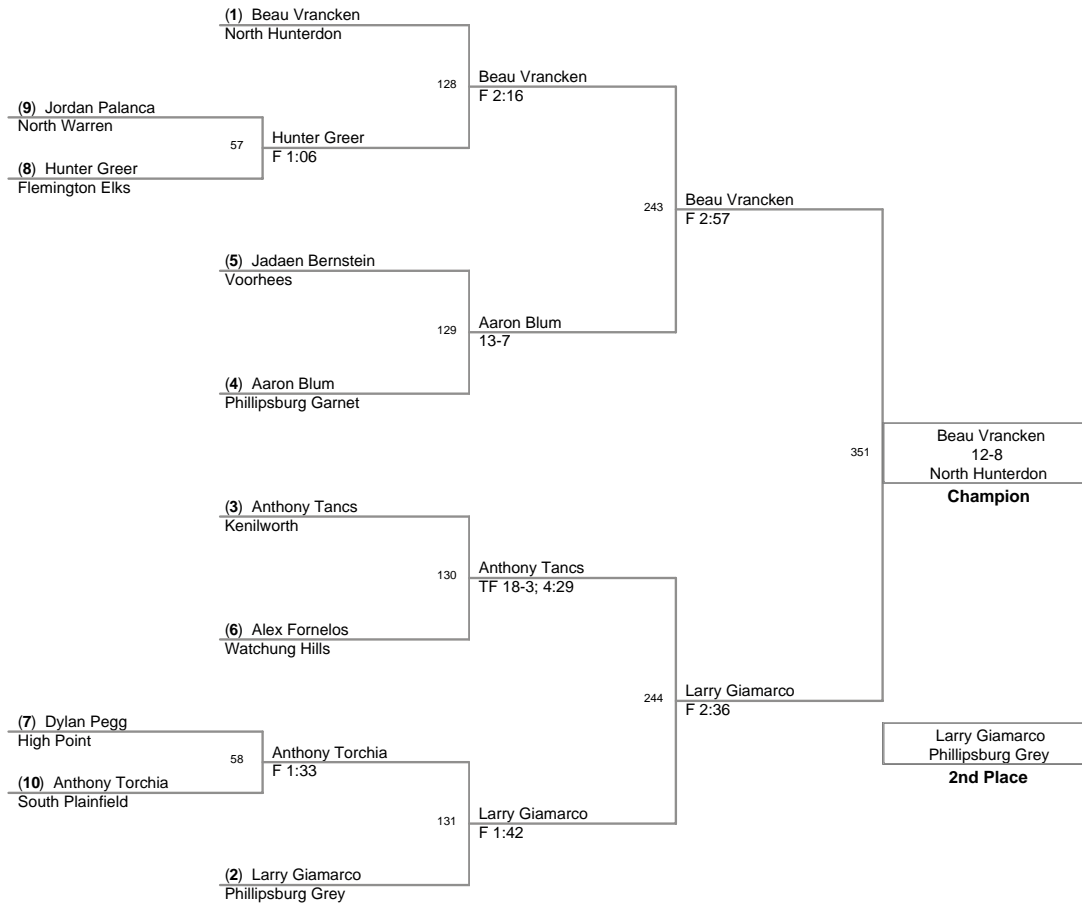 (1) Beau Vrancken
North Hunterdon
128
Beau Vrancken
F 2:16
(9) Jordan Palanca
North Warren
57
Hunter Greer
F 1:06
(8) Hunter Greer
Flemington Elks
243
Beau Vrancken
F 2:57
(5) Jadaen Bernstein
Voorhees
129
Aaron Blum
13-7
(4) Aaron Blum
Phillipsburg Garnet
351
Beau Vrancken
12-8
North Hunterdon
Champion
(3) Anthony Tancs
Kenilworth
130
Anthony Tancs
TF 18-3; 4:29
(6) Alex Fornelos
Watchung Hills
244
Larry Giamarco
F 2:36
(7) Dylan Pegg
High Point
58
Anthony Torchia
F 1:33
(10) Anthony Torchia
South Plainfield
131
Larry Giamarco
F 1:42
(2) Larry Giamarco
Phillipsburg Grey
Larry Giamarco
Phillipsburg Grey
2nd Place